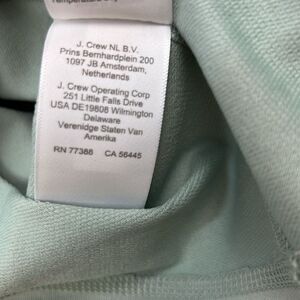 J. Crew NL B.V.
Prins Bernhardplein 200
1097 JB Amsterdam,
Netherlands
J. Crew Operating Corp
251 Little Falls Drive
USA DE19808 Wilmington
Delaware
Verenidge Staten Van
Amerika
RN 77388 CA 56445